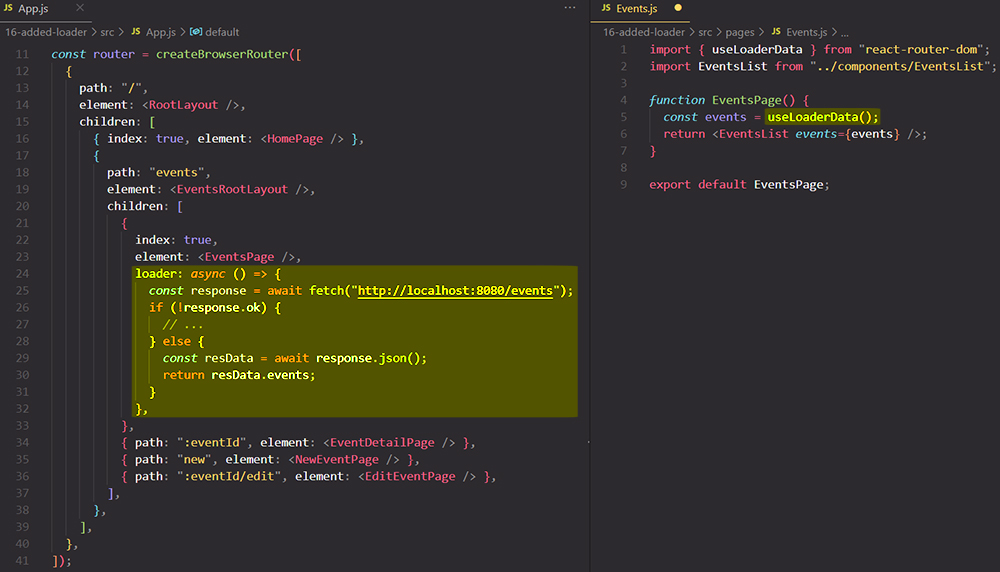 JS App.js ×
...
16-added-loader > src > JS App.js > default
11 const router = createBrowserRouter([
12 {
13 path: "/",
14 element: <RootLayout />,
15 children: [
16 { index: true, element: <HomePage /> },
17 {
18 path: "events",
19 element: <EventsRootLayout />,
20 children: [
21 {
22 index: true,
23 element: <EventsPage />,
24 loader: async () => {
25 const response = await fetch("http://localhost:8080/events");
26 if (!response.ok) {
27 // ...
28 } else {
29 const resData = await response.json();
30 return resData.events;
31 }
32 },
33 },
34 { path: ":eventId", element: <EventDetailPage /> },
35 { path: "new", element: <NewEventPage /> },
36 { path: ":eventId/edit", element: <EditEventPage /> },
37 ],
38 },
39 ],
40 },
41 ]);
JS Events.js ●
16-added-loader > src > pages > JS Events.js > ...
1 import { useLoaderData } from "react-router-dom";
2 import EventsList from "../components/EventsList";
3
4 function EventsPage() {
5 const events = useLoaderData();
6 return <EventsList events={events} />;
7 }
8
9 export default EventsPage;